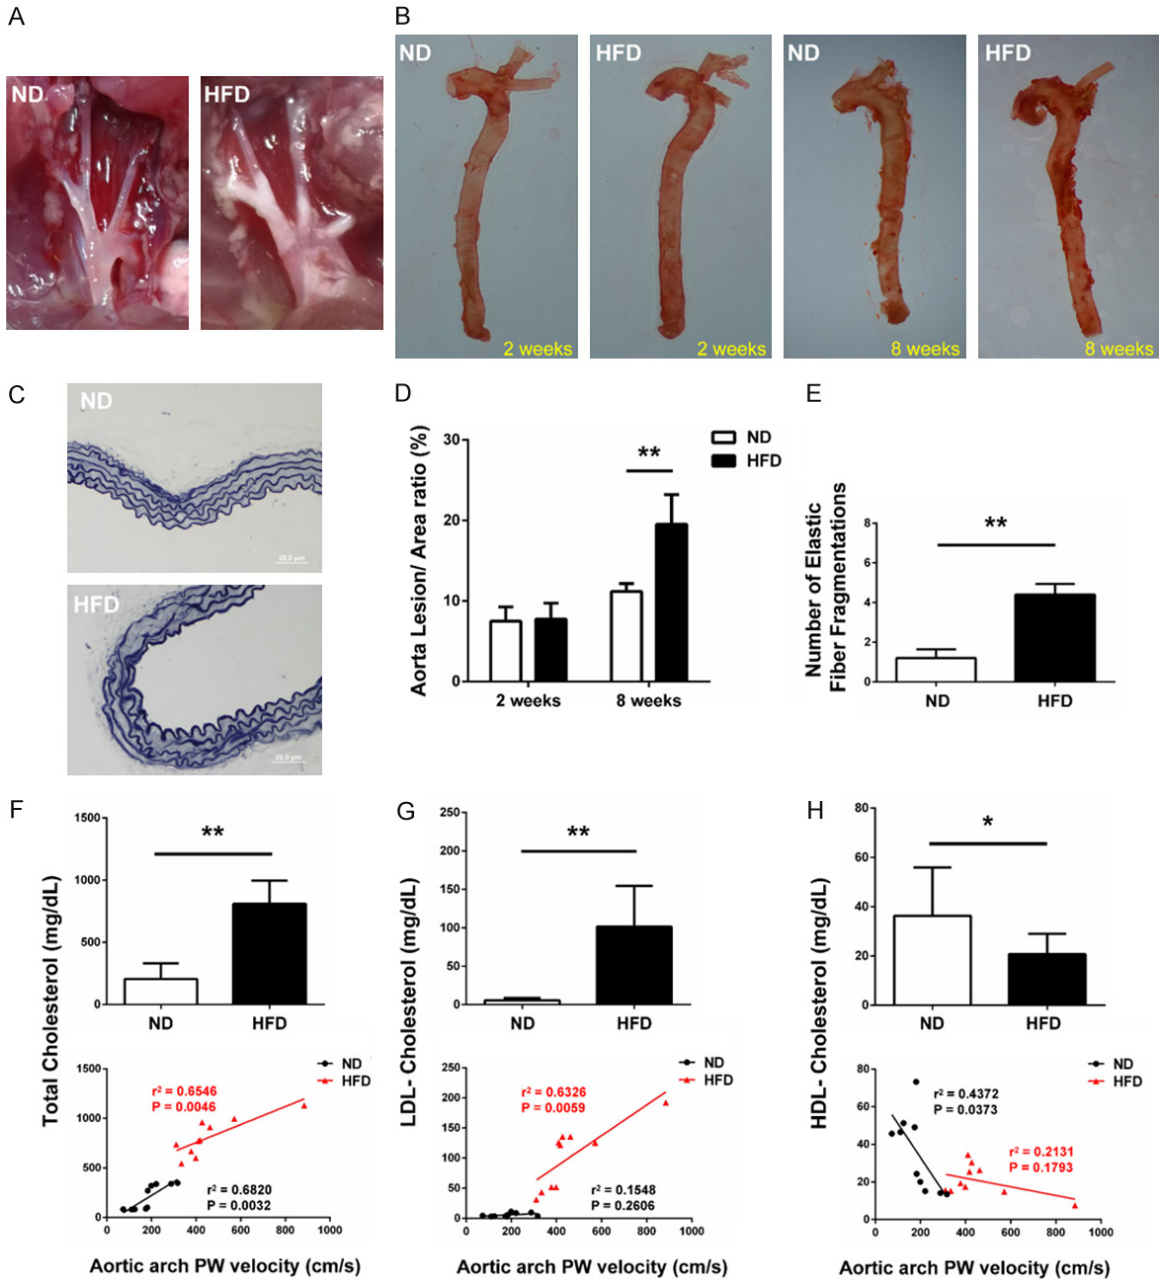 A
B
ND
HFD
ND
HFD
ND
HFD
2 weeks
2 weeks
8 weeks
8 weeks
C
ND
25.0 μm
HFD
25.0 μm
D
Aorta Lesion/ Area ratio (%)
30
20
10
0
**
ND
HFD
2 weeks
8 weeks
E
Number of Elastic
Fiber Fragmentations
8
6
4
2
0
**
ND
HFD
F
Total Cholesterol (mg/dL)
1500
1000
500
0
**
ND
HFD
1500
1000
500
0
ND
HFD
r² = 0.6546
P = 0.0046
r² = 0.6820
P = 0.0032
0
200
400
600
800
1000
Aortic arch PW velocity (cm/s)
G
LDL- Cholesterol (mg/dL)
250
200
150
100
50
0
**
ND
HFD
250
200
150
100
50
0
ND
HFD
r² = 0.6326
P = 0.0059
r² = 0.1548
P = 0.2606
0
200
400
600
800
1000
Aortic arch PW velocity (cm/s)
H
HDL- Cholesterol (mg/dL)
80
60
40
20
0
*
ND
HFD
80
60
40
20
0
ND
HFD
r² = 0.4372
P = 0.0373
r² = 0.2131
P = 0.1793
0
200
400
600
800
1000
Aortic arch PW velocity (cm/s)